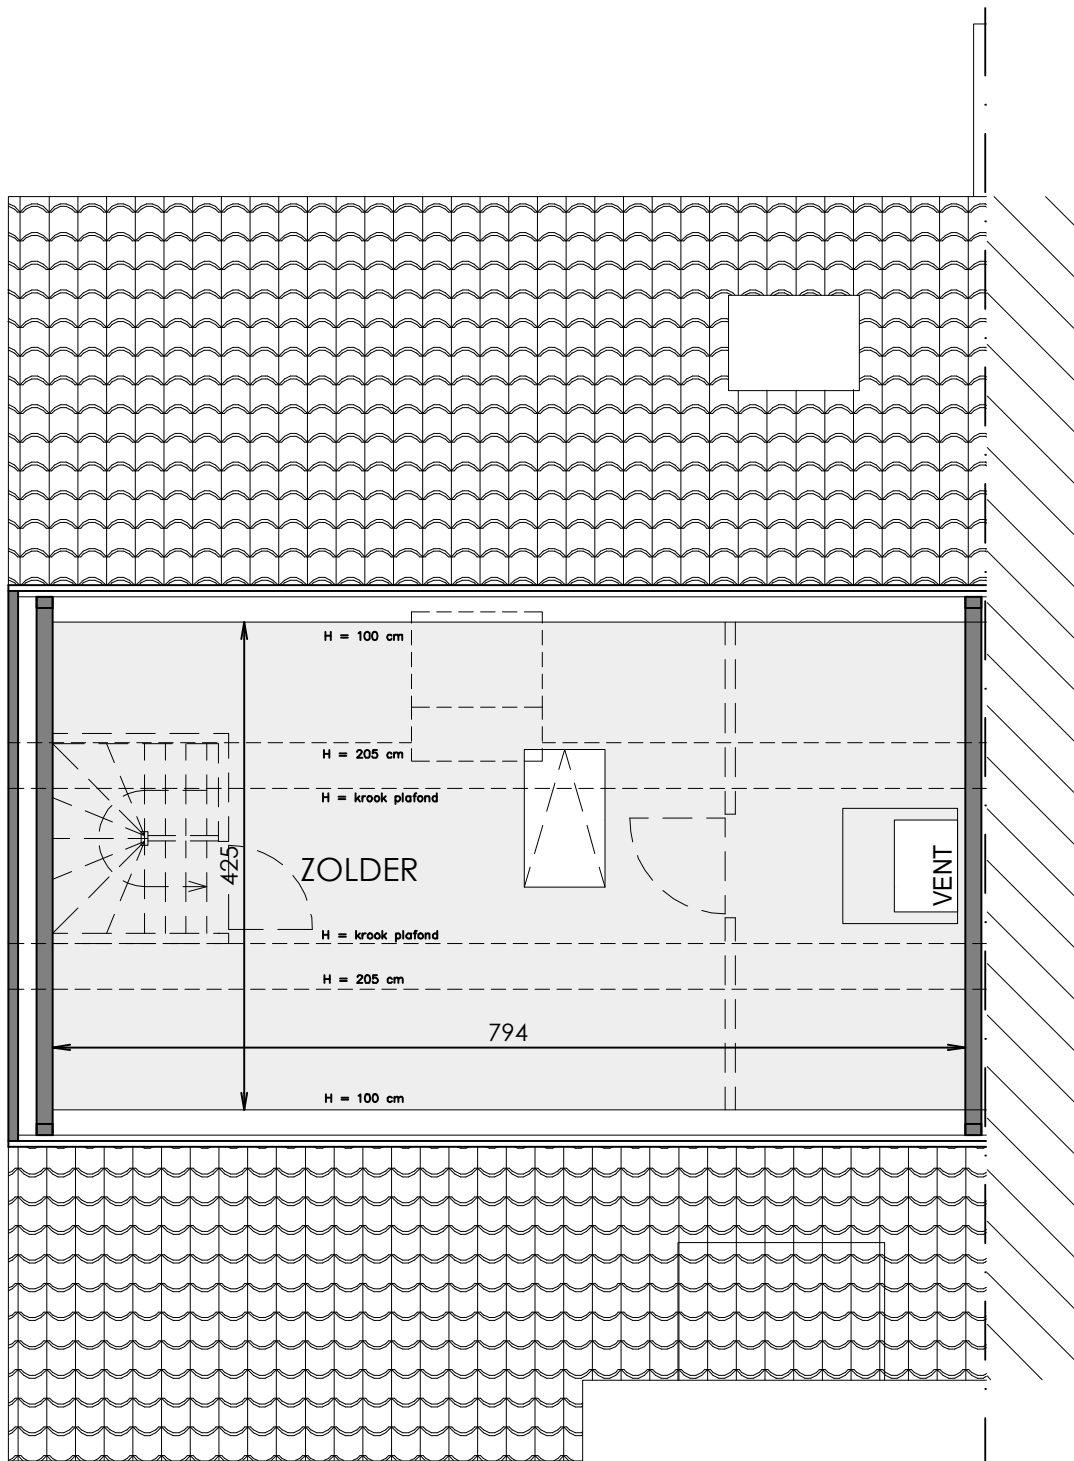 H = 100 cm
H = 205 cm
H = krook plafond
425
ZOLDER
VENT
H = krook plafond
H = 205 cm
794
H = 100 cm